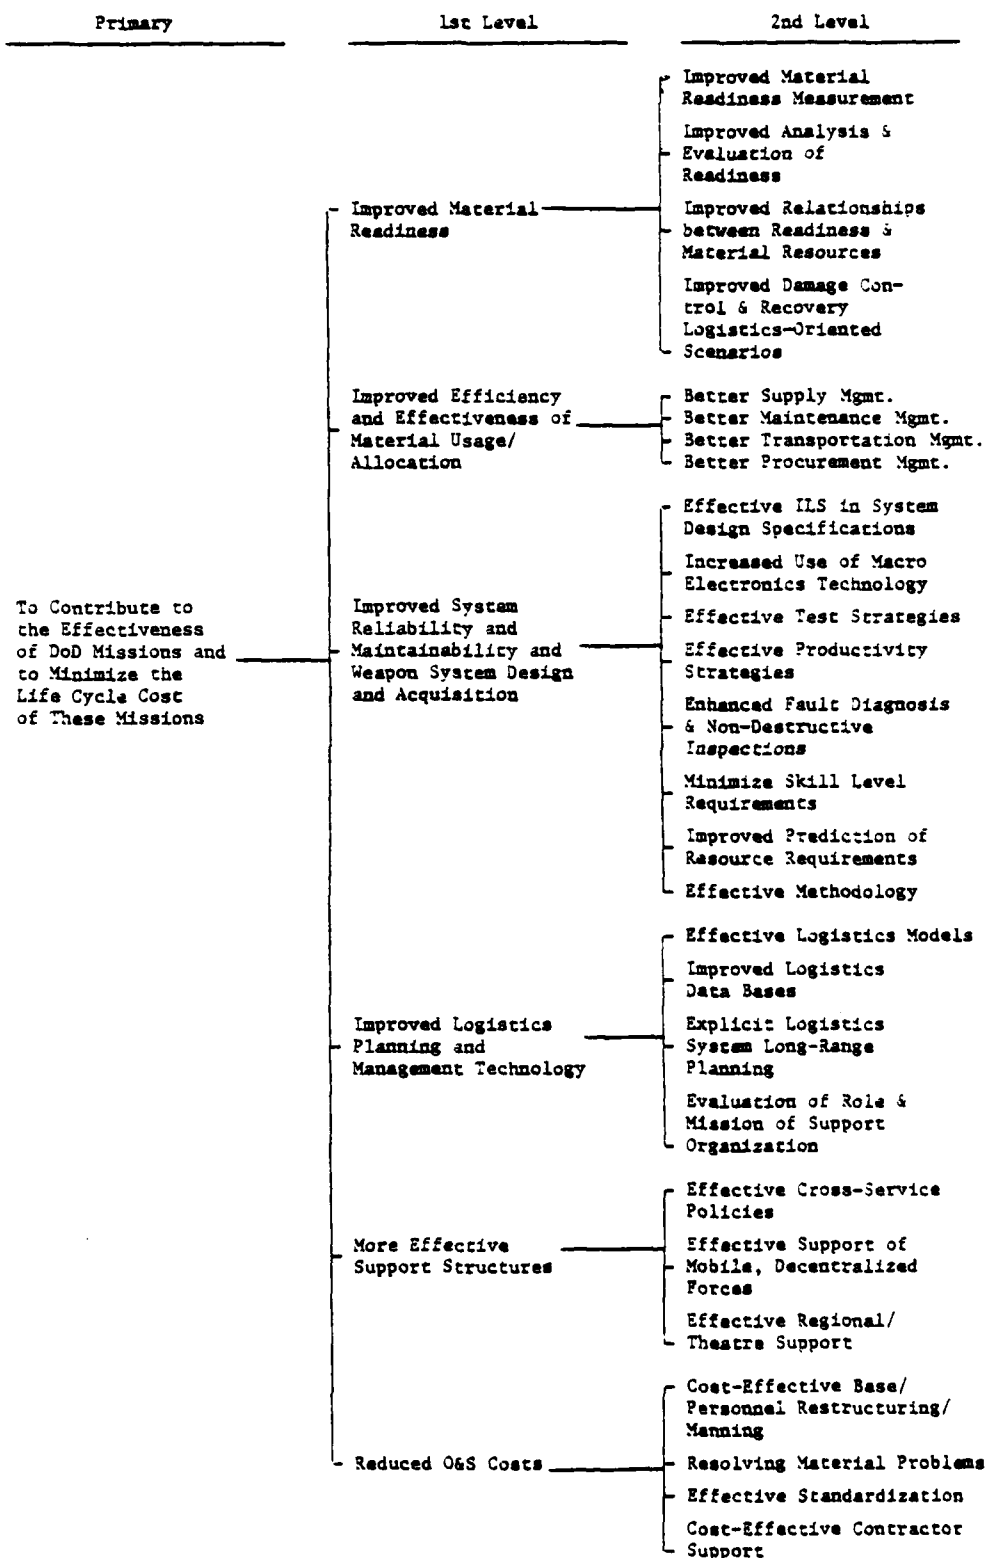 Primary
1st Level
2nd Level
To Contribute to
the Effectiveness
of DoD Missions and
to Minimize the
Life Cycle Cost
of These Missions
Improved Material
Readiness
Improved Material
Readiness Measurement
Improved Analysis &
Evaluation of
Readiness
Improved Relationships
between Readiness &
Material Resources
Improved Damage Con-
trol & Recovery
Logistics-Oriented
Scenarios
Improved Efficiency
and Effectiveness of
Material Usage/
Allocation
Better Supply Mgmt.
Better Maintenance Mgmt.
Better Transportation Mgmt.
Better Procurement Mgmt.
Improved System
Reliability and
Maintainability and
Weapon System Design
and Acquisition
Effective ILS in System
Design Specifications
Increased Use of Macro
Electronics Technology
Effective Test Strategies
Effective Productivity
Strategies
Enhanced Fault Diagnosis
& Non-Destructive
Inspections
Minimize Skill Level
Requirements
Improved Prediction of
Resource Requirements
Effective Methodology
Improved Logistics
Planning and
Management Technology
Effective Logistics Models
Improved Logistics
Data Bases
Explicit Logistics
System Long-Range
Planning
Evaluation of Role &
Mission of Support
Organization
More Effective
Support Structures
Effective Cross-Service
Policies
Effective Support of
Mobile, Decentralized
Forces
Effective Regional/
Theatre Support
Reduced O&S Costs
Cost-Effective Base/
Personnel Restructuring/
Manning
Resolving Material Problems
Effective Standardization
Cost-Effective Contractor
Support